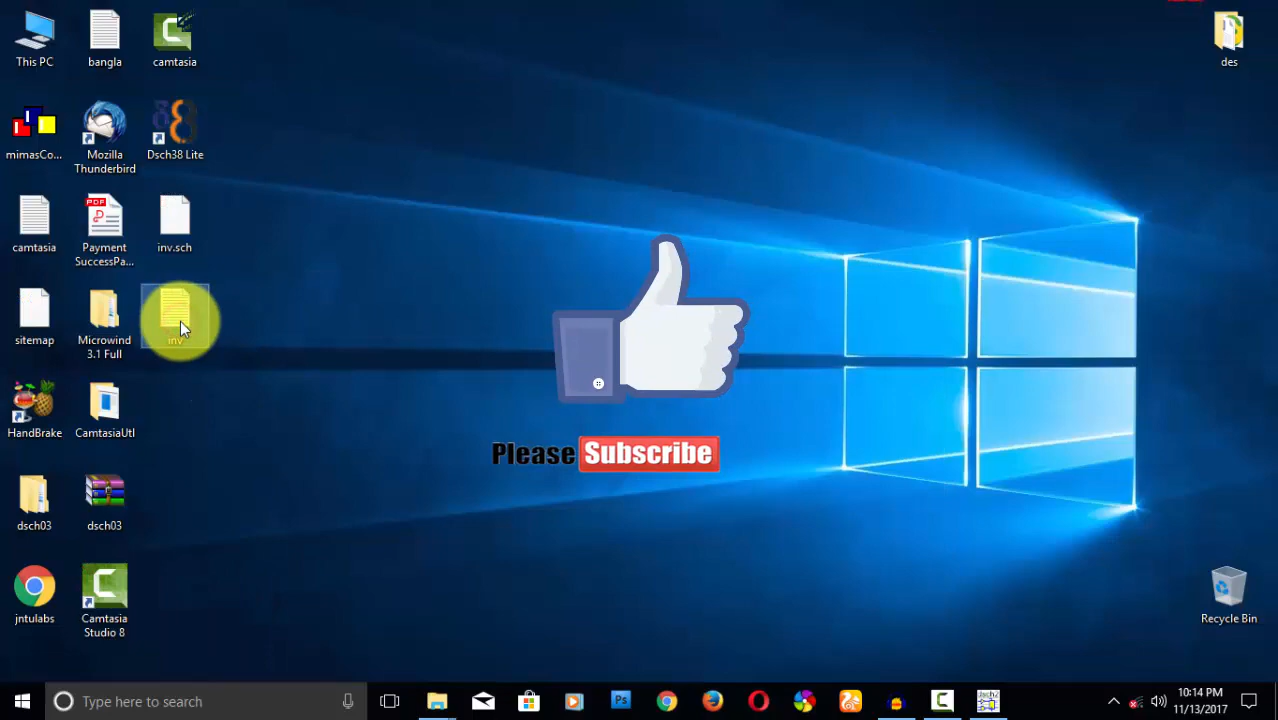 This PC
bangla
camtasia
des
mimasCo...
Mozilla
Thunderbird
Dsch38 Lite
camtasia
Payment
SuccessPa...
inv.sch
sitemap
Microwind
3.1 Full
inv
HandBrake
CamtasiaUtl
Please Subscribe
dsch03
dsch03
jntulabs
Camtasia
Studio 8
Recycle Bin
Type here to search
10:14 PM
11/13/2017